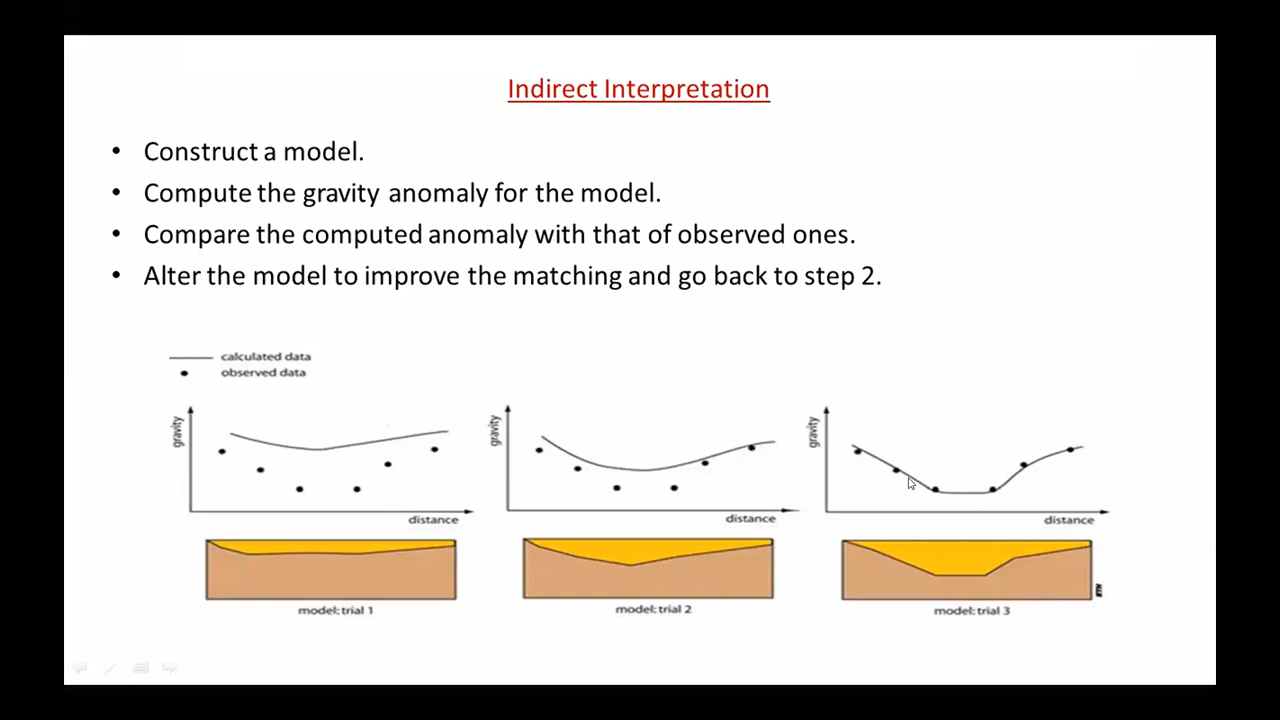 Indirect Interpretation
• Construct a model.
• Compute the gravity anomaly for the model.
• Compare the computed anomaly with that of observed ones.
• Alter the model to improve the matching and go back to step 2.
calculated data
observed data
gravity
distance
model: trial 1
gravity
distance
model: trial 2
gravity
distance
model: trial 3